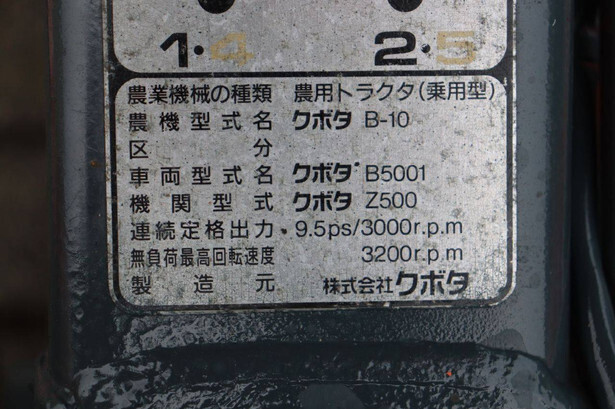 1・4 2・5
農業機械の種類 農用トラクタ(乗用型)
農機型式名 クボタ B-10
区分
車両型式名 クボタ B5001
機関型式 クボタ Z500
連続定格出力 9.5ps/3000r.p.m
無負荷最高回転速度 3200r.p.m
製造元 株式会社クボタ